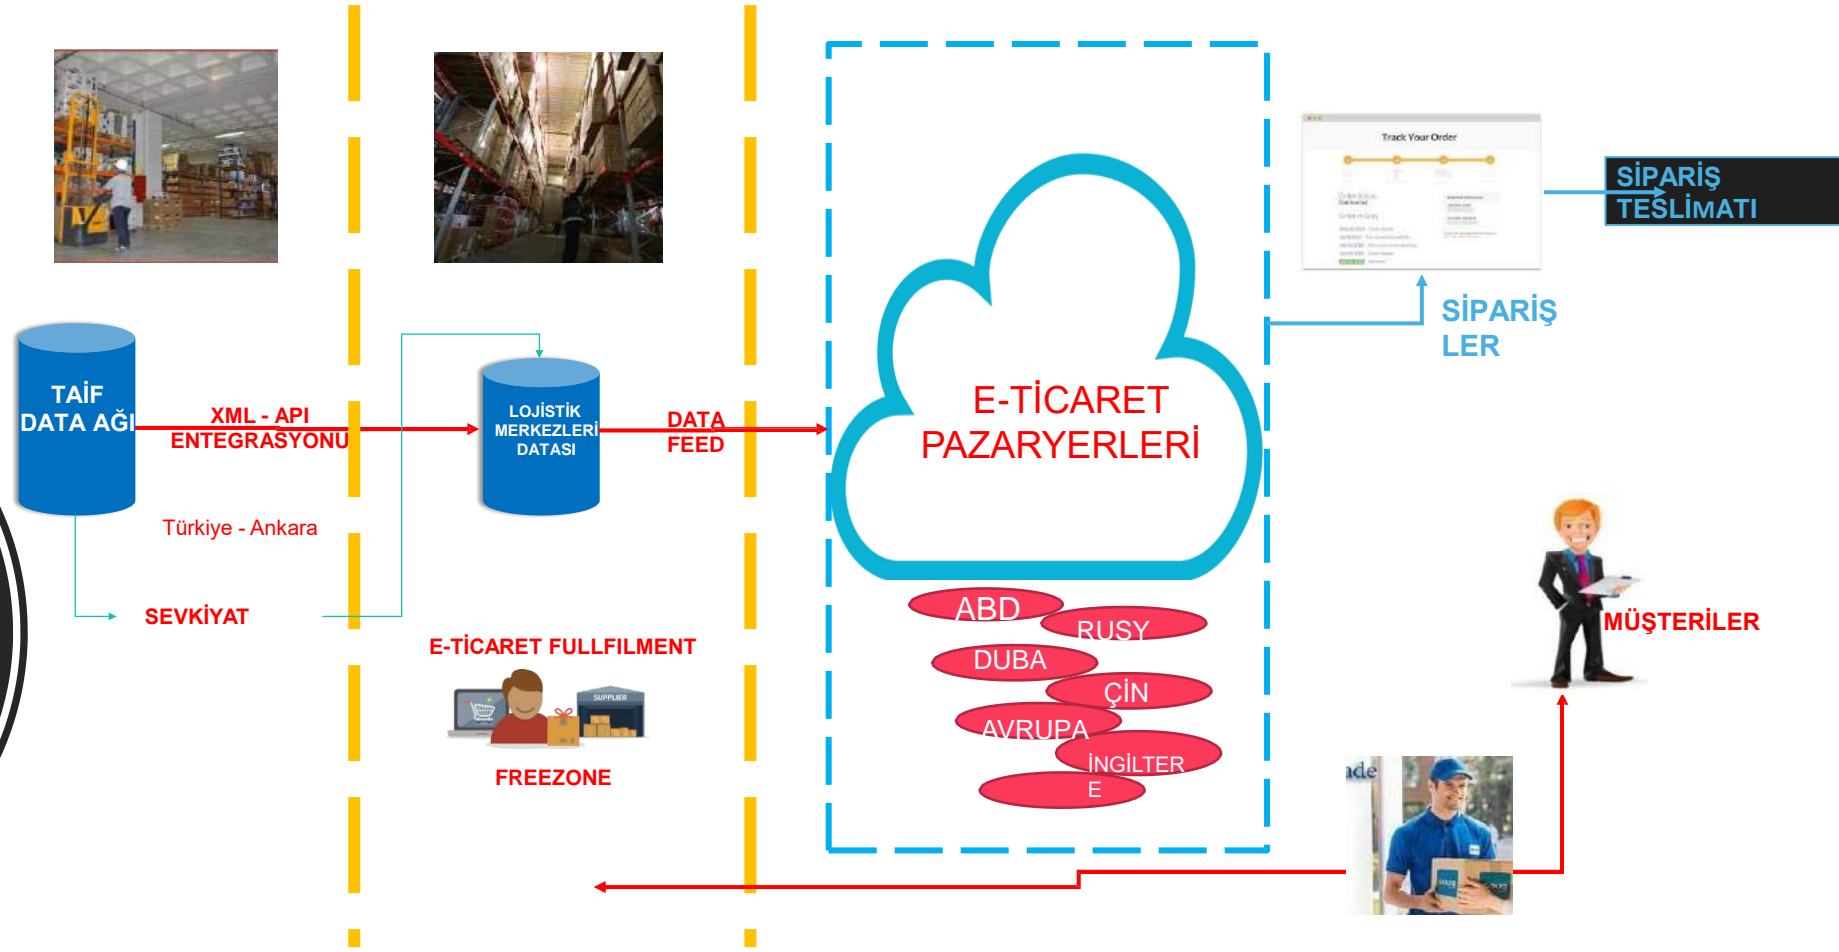 TAİF
DATA AĞI
XML - API
ENTEGRASYONU
Türkiye - Ankara
SEVKİYAT
LOJİSTİK
MERKEZLERİ
DATASI
DATA
FEED
E-TİCARET FULLFILMENT
SUPPLIER
FREEZONE
E-TİCARET
PAZARYERLERİ
ABD
RUSY
DUBA
ÇİN
AVRUPA
İNGİLTER
E
Track Your Order
SİPARİŞ
LER
SİPARİŞ
TESLİMATI
MÜŞTERİLER
ade